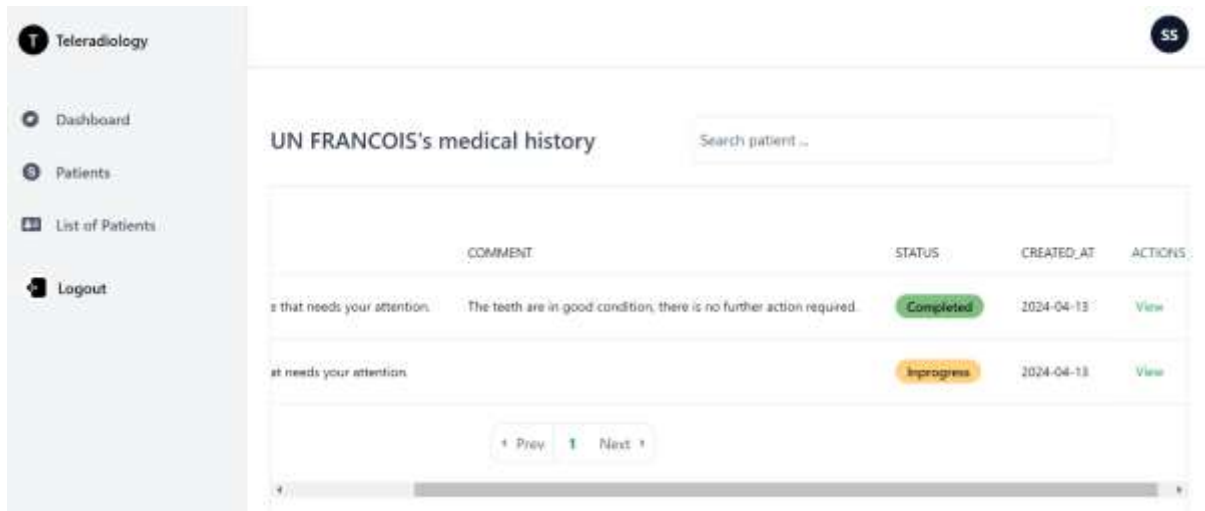 T Teleradiology
SS
Dashboard
Patients
List of Patients
Logout
UN FRANCOIS's medical history
Search patient ...
COMMENT STATUS CREATED_AT ACTIONS
e that needs your attention. The teeth are in good condition, there is no further action required. Completed 2024-04-13 View
at needs your attention. Inprogress 2024-04-13 View
Prev 1 Next